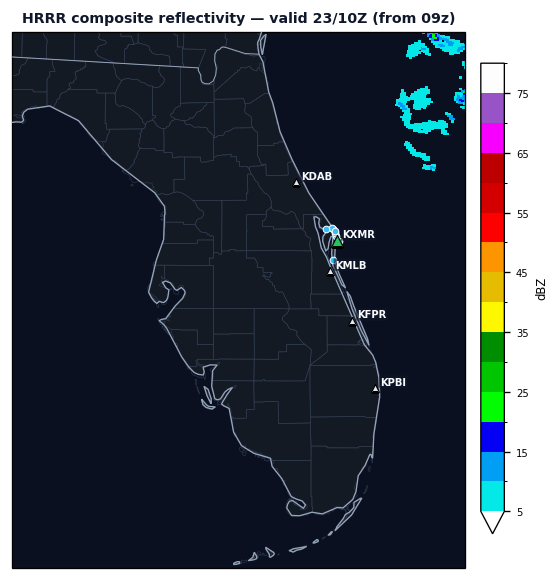 HRRR composite reflectivity — valid 23/10Z (from 09z)
KDAB
KXMR
KMLB
KFPR
KPBI
75
65
55
45
35
25
15
5
dBZ